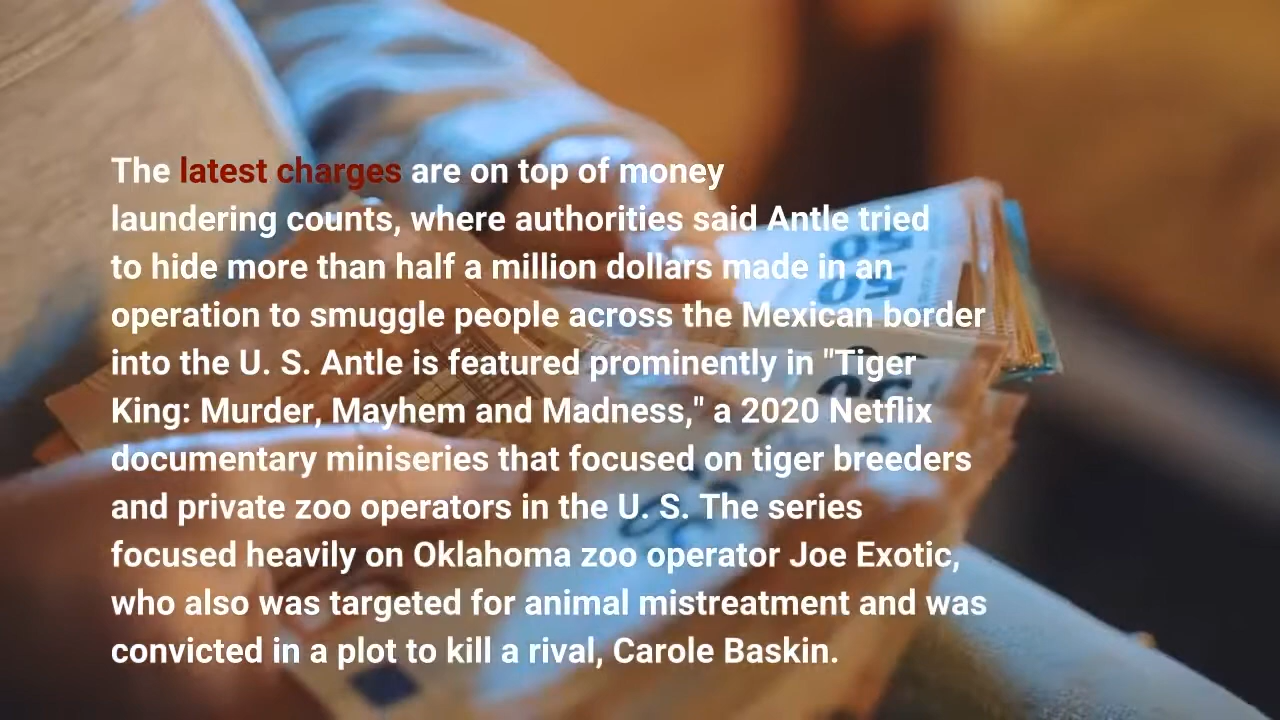 The latest charges are on top of money
laundering counts, where authorities said Antle tried
to hide more than half a million dollars made in an
operation to smuggle people across the Mexican border
into the U. S. Antle is featured prominently in "Tiger
King: Murder, Mayhem and Madness," a 2020 Netflix
documentary miniseries that focused on tiger breeders
and private zoo operators in the U. S. The series
focused heavily on Oklahoma zoo operator Joe Exotic,
who also was targeted for animal mistreatment and was
convicted in a plot to kill a rival, Carole Baskin.
50
50
50